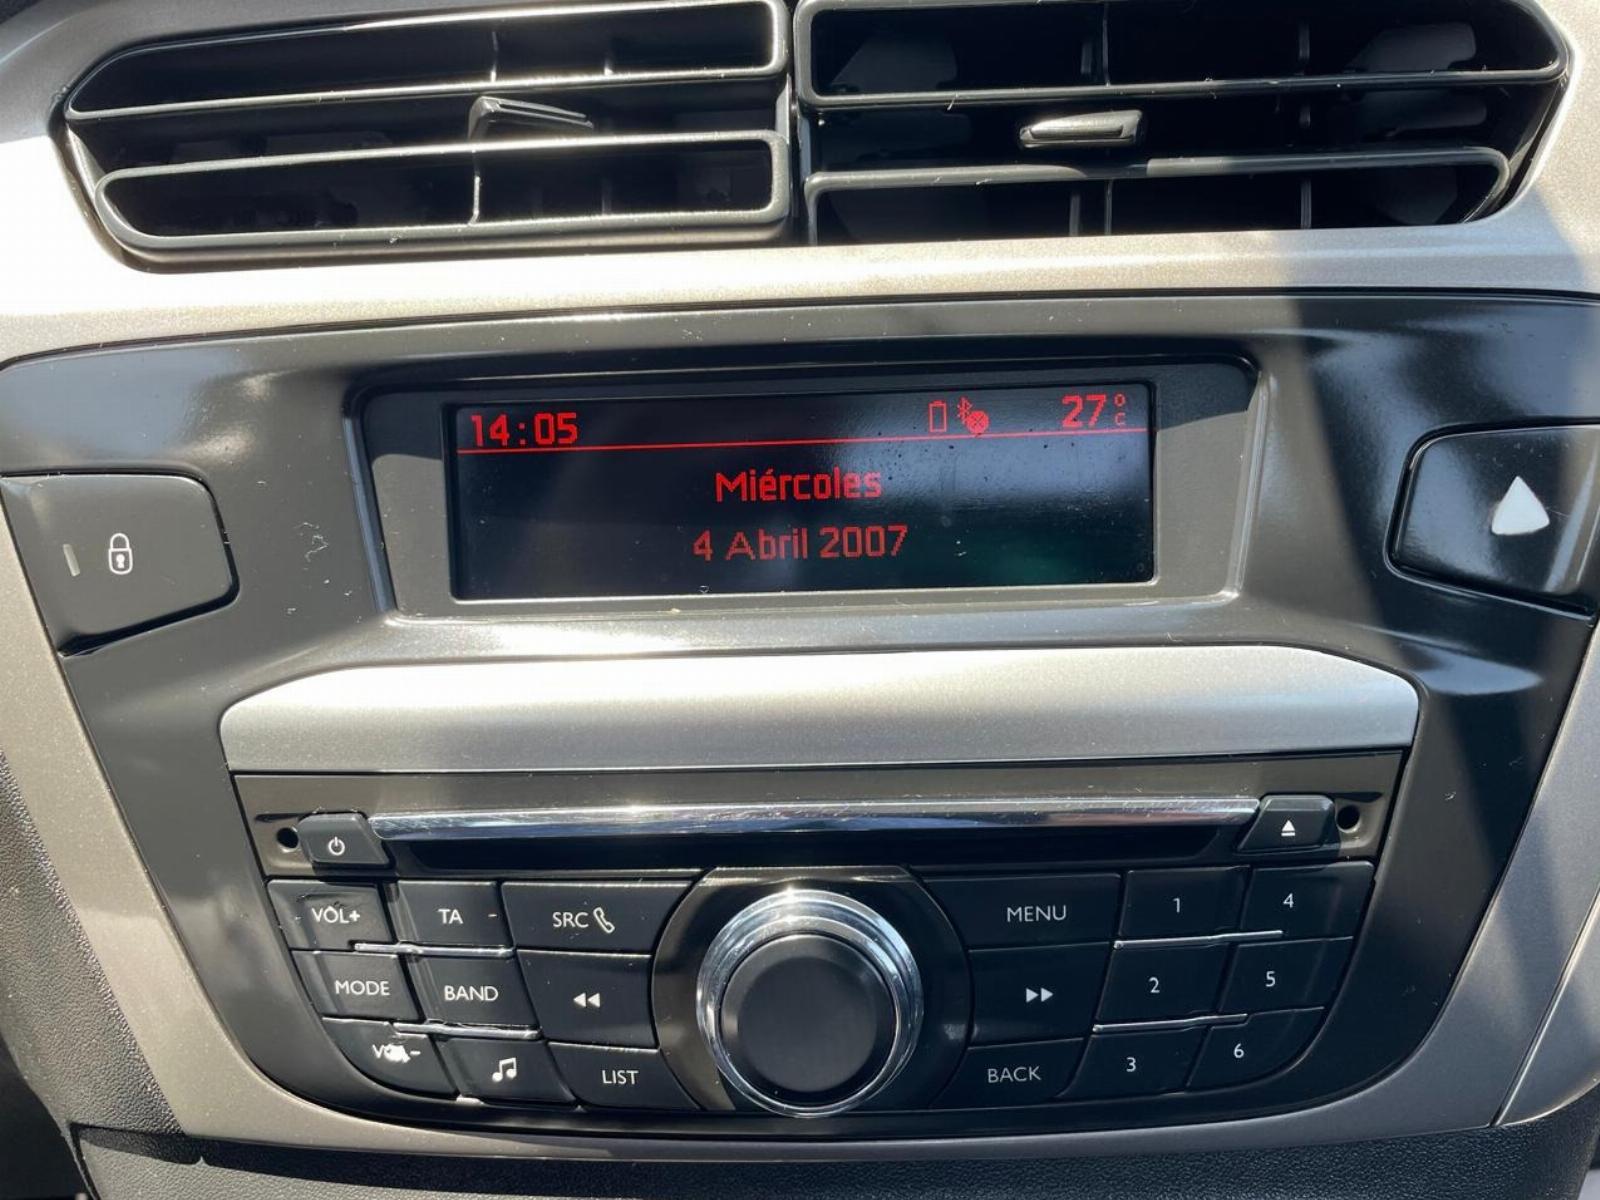 14:05 27°C
Miércoles
4 Abril 2007
VOL+ TA SRC MENU 1 4
MODE BAND 2 5
LIST BACK 3 6